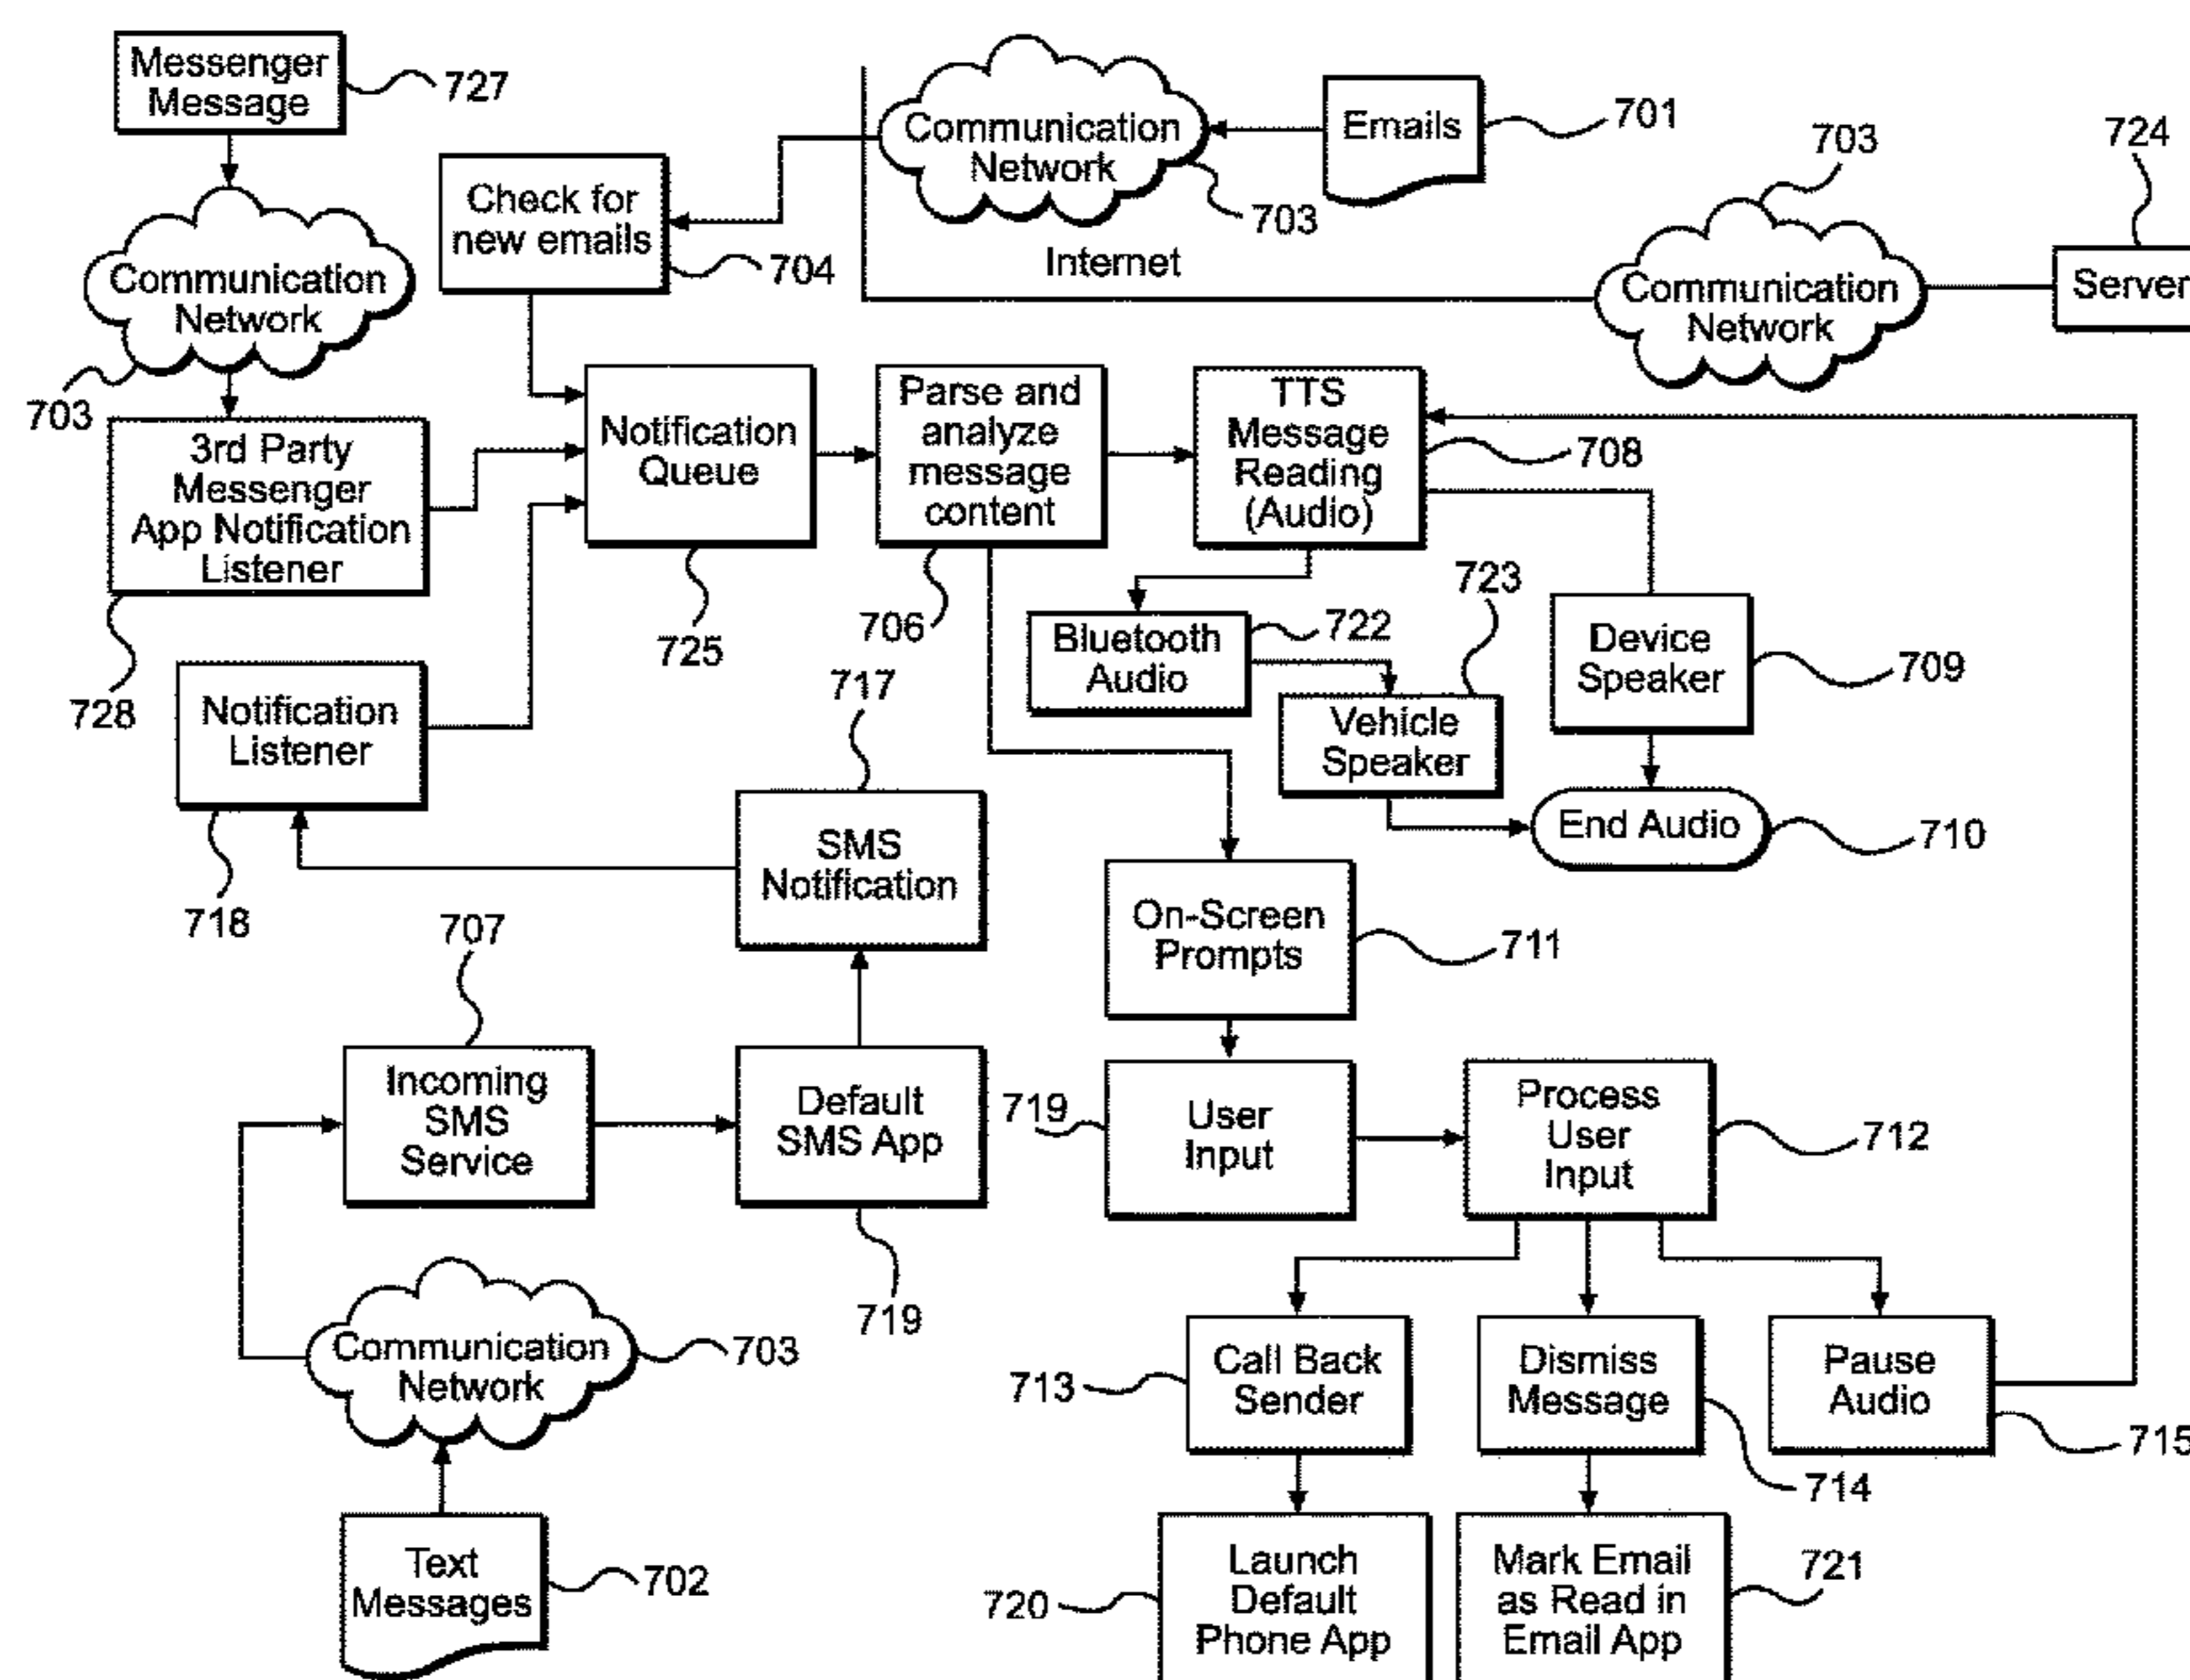 Messenger
Message
727
Communication
Network
703
3rd Party
Messenger
App Notification
Listener
728
Check for
new emails
704
Communication
Network
703
Internet
Emails
701
703
Communication
Network
724
Server
Notification
Queue
725
Parse and
analyze
message
content
706
TTS
Message
Reading
(Audio)
708
Bluetooth
Audio
722
723
Vehicle
Speaker
Device
Speaker
709
End Audio
710
Notification
Listener
718
717
SMS
Notification
On-Screen
Prompts
711
707
Incoming
SMS
Service
Default
SMS App
719
719
User
Input
Process
User
Input
712
Communication
Network
703
Text
Messages
702
713
Call Back
Sender
Dismiss
Message
714
Pause
Audio
715
720
Launch
Default
Phone App
Mark Email
as Read in
Email App
721